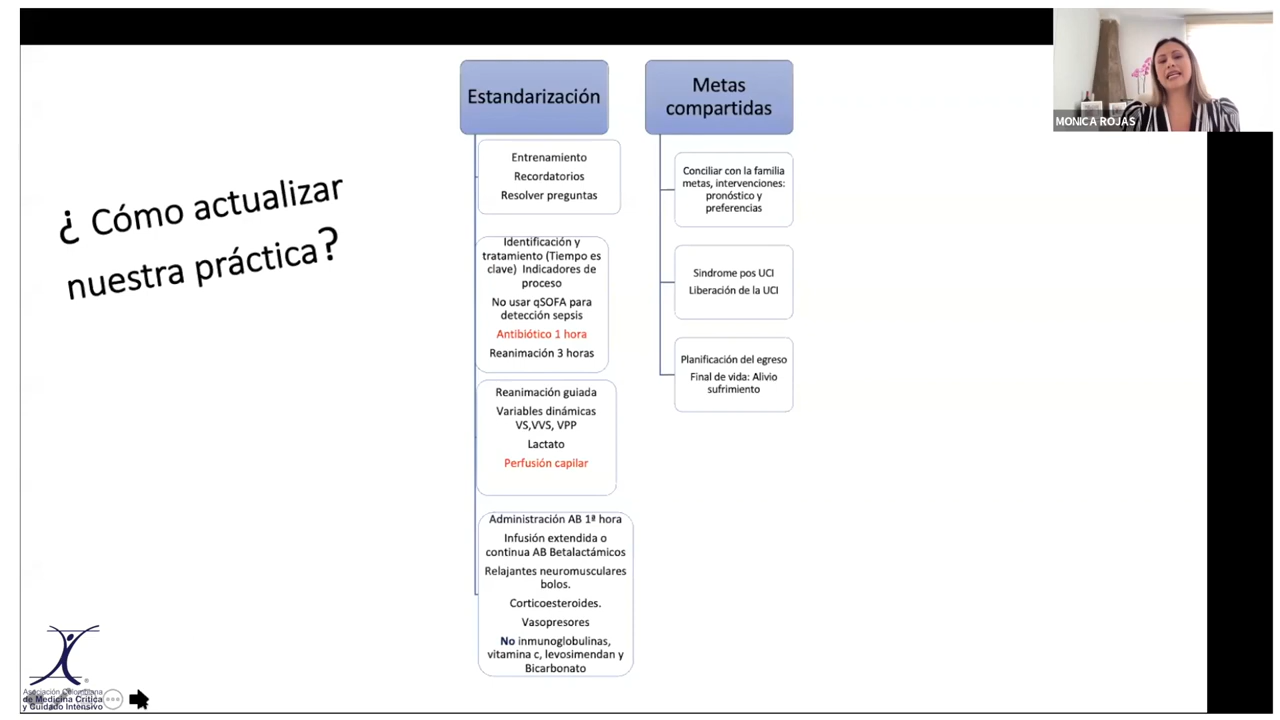 MONICA ROJAS
¿ Cómo actualizar
nuestra práctica?
Estandarización
Entrenamiento
Recordatorios
Resolver preguntas
Identificación y
tratamiento (Tiempo es
clave) Indicadores de
proceso
No usar qSOFA para
detección sepsis
Antibiótico 1 hora
Reanimación 3 horas
Reanimación guiada
Variables dinámicas
VS,VVS, VPP
Lactato
Perfusión capilar
Administración AB 1ª hora
Infusión extendida o
continua AB Betalactámicos
Relajantes neuromusculares
bolos.
Corticoesteroides.
Vasopresores
No inmunoglobulinas,
vitamina c, levosimendan y
Bicarbonato
Metas
compartidas
Conciliar con la familia
metas, intervenciones:
pronóstico y
preferencias
Sindrome pos UCI
Liberación de la UCI
Planificación del egreso
Final de vida: Alivio
sufrimiento
®
Asociación Colombiana
de Medicina Crítica
y Cuidado Intensivo